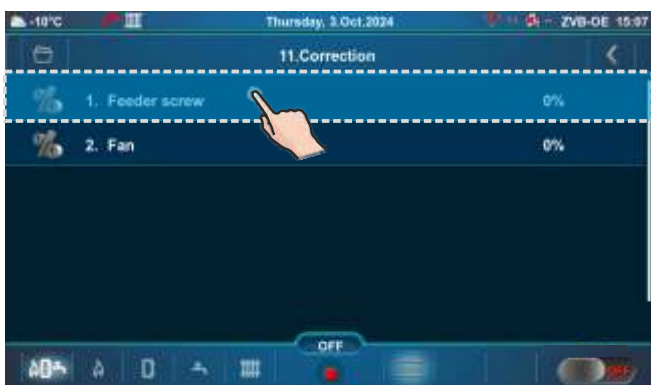 -10°C Thursday, 3.Oct.2024 ZVB-OE 15:07
11.Correction
% 1. Feeder screw 0%
% 2. Fan 0%
OFF
OFF